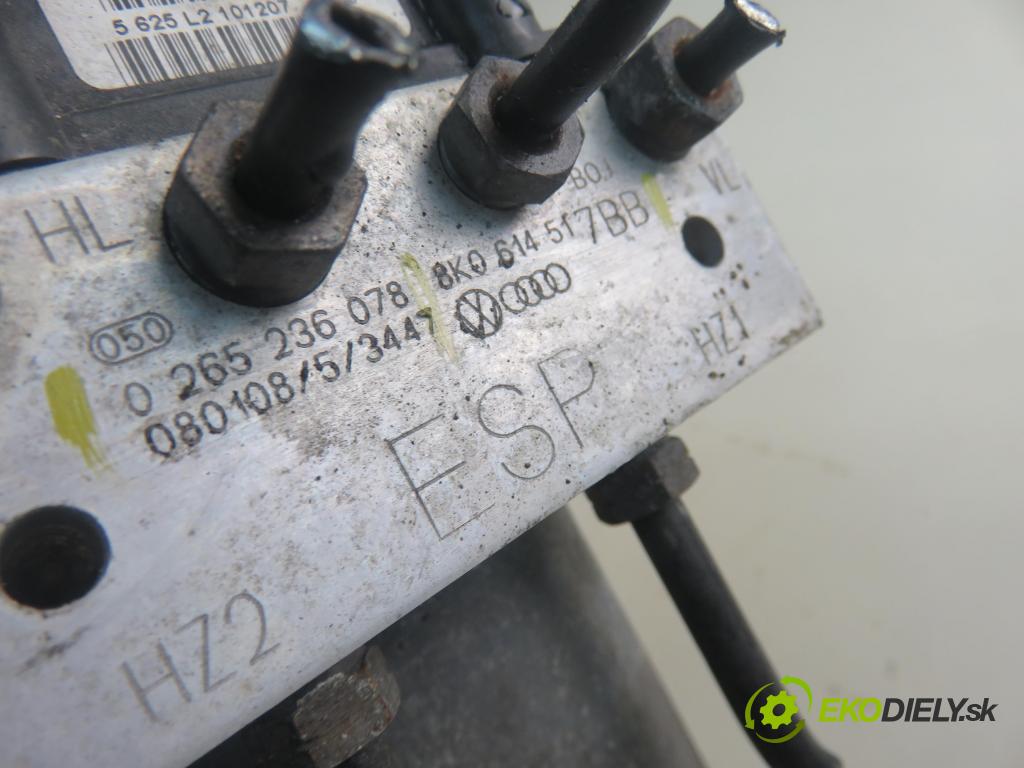 5 625 L2 101207
HL
BOJ
VL
050
0 265 236 078 8K0 614 517BB
080108/5/3447
HZ1
ESP
HZ2
EKODIELY.sk